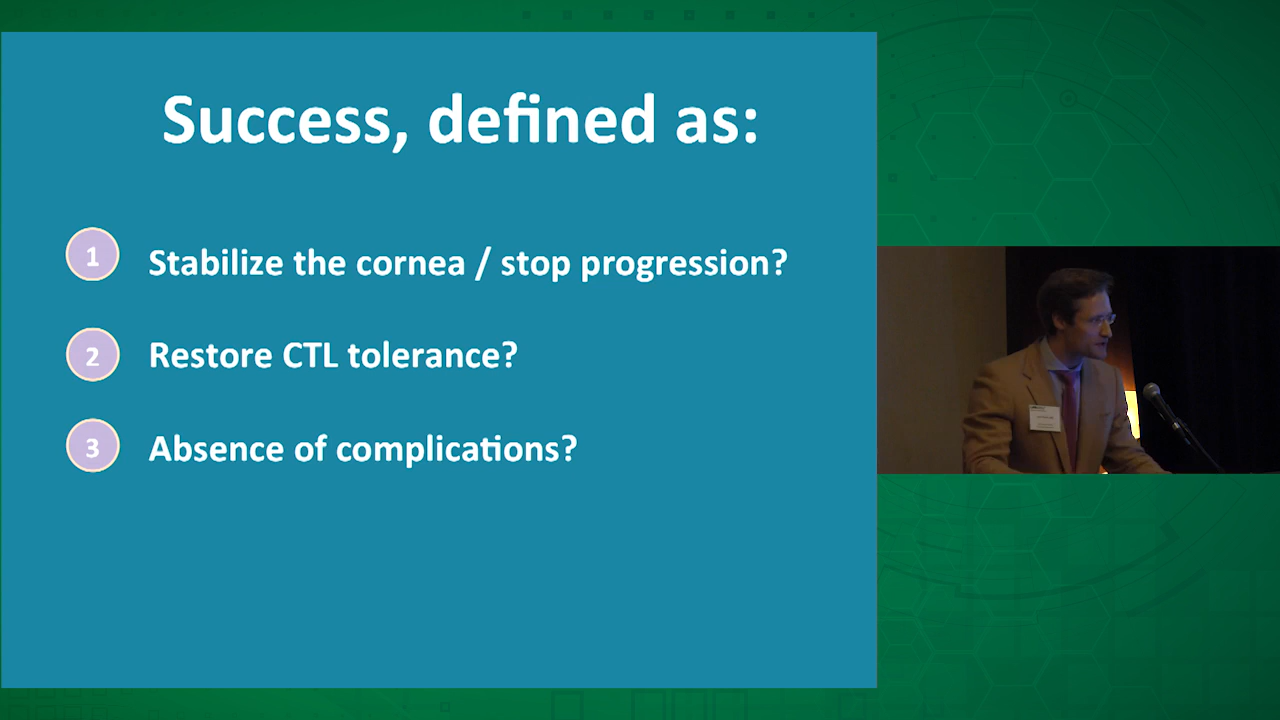 Success, defined as:
1 Stabilize the cornea / stop progression?
2 Restore CTL tolerance?
3 Absence of complications?